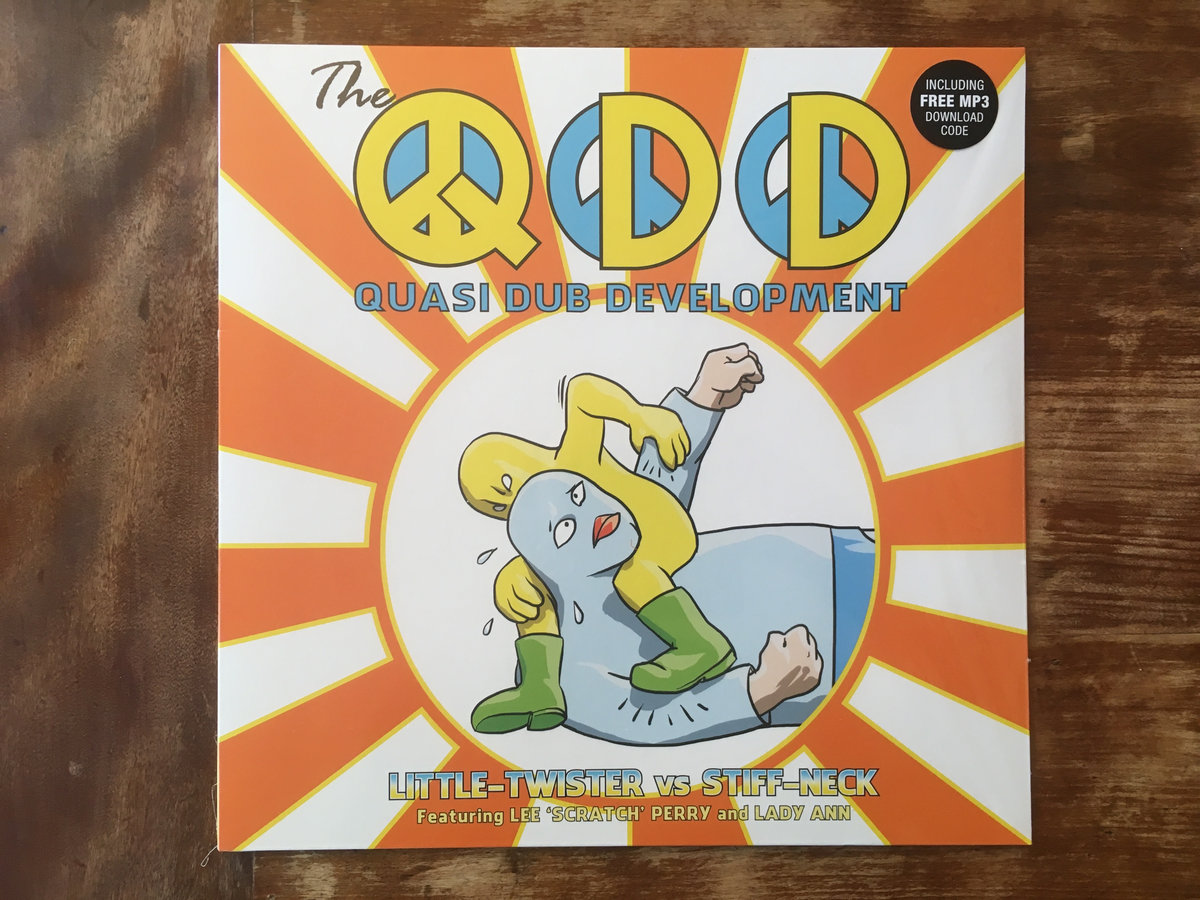 The
QDD
INCLUDING
FREE MP3
DOWNLOAD
CODE
QUASI DUB DEVELOPMENT
LITTLE-TWISTER VS STIFF-NECK
Featuring LEE ‘SCRATCH’ PERRY and LADY ANN